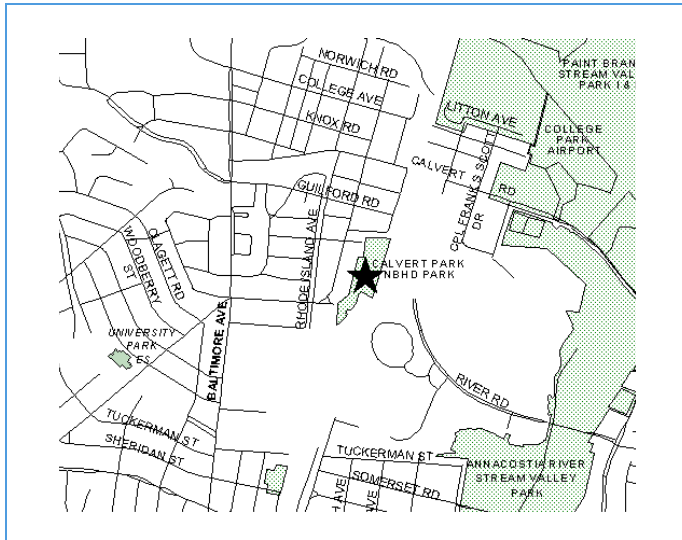 NORWICH RD
PAINT BRAN
STREAM VAL
PARK I &
COLLEGE AVE
LITTON AVE
KNOX RD
COLLEGE
PARK
AIRPORT
CALVERT RD
GUILFORD RD
CPL FRANK S SCOTT
DR
CLAGETT RD
WOODBERRY
ST
RHODE ISLAND AVE
CALVERT PARK
NBHD PARK
UNIVERSITY
PARK
ES
BALTIMORE AVE
RIVER RD
TUCKERMAN ST
SHERIDAN ST
TUCKERMAN ST
SOMERSET RD
ANNACOSTIA RIVER
STREAM VALLEY
PARK
H AVE
AVE